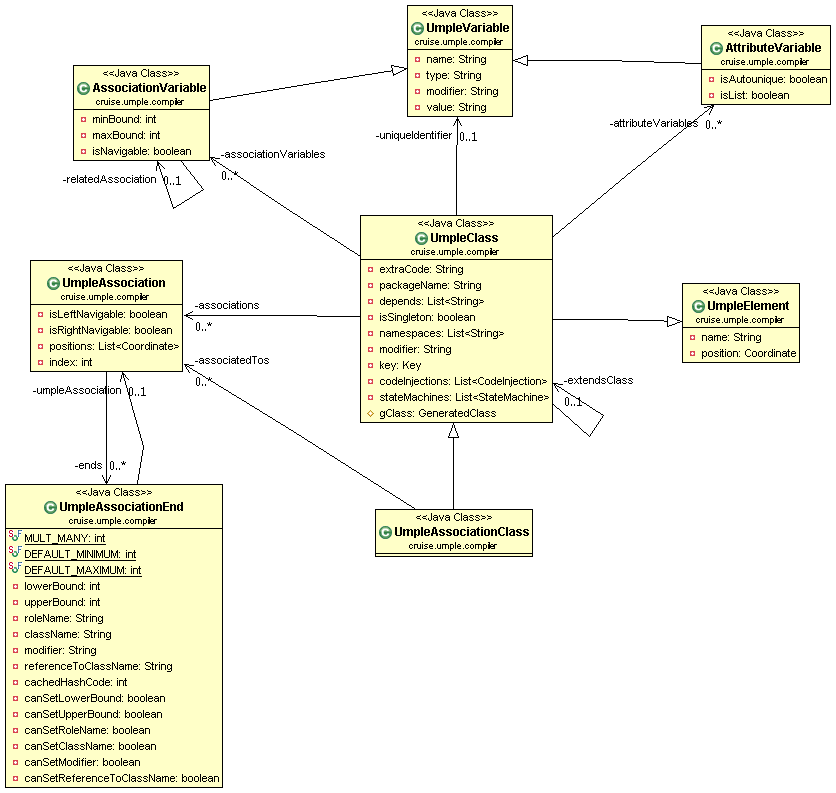 <<Java Class>>
UmpleVariable
cruise.umple.compiler
name: String
type: String
modifier: String
value: String
<<Java Class>>
AttributeVariable
cruise.umple.compiler
isAutounique: boolean
isList: boolean
<<Java Class>>
AssociationVariable
cruise.umple.compiler
minBound: int
maxBound: int
isNavigable: boolean
-relatedAssociation
0..1
-associationVariables
0..*
-uniqueIdentifier
0..1
-attributeVariables
0..*
<<Java Class>>
UmpleClass
cruise.umple.compiler
extraCode: String
packageName: String
depends: List<String>
isSingleton: boolean
namespaces: List<String>
modifier: String
key: Key
codeInjections: List<CodeInjection>
stateMachines: List<StateMachine>
gClass: GeneratedClass
<<Java Class>>
UmpleAssociation
cruise.umple.compiler
isLeftNavigable: boolean
isRightNavigable: boolean
positions: List<Coordinate>
index: int
-associations
0..*
-associatedTos
0..*
<<Java Class>>
UmpleElement
cruise.umple.compiler
name: String
position: Coordinate
-extendsClass
0..1
-umpleAssociation
0..1
-ends
0..*
<<Java Class>>
UmpleAssociationEnd
cruise.umple.compiler
MULT_MANY: int
DEFAULT_MINIMUM: int
DEFAULT_MAXIMUM: int
lowerBound: int
upperBound: int
roleName: String
className: String
modifier: String
referenceToClassName: String
cachedHashCode: int
canSetLowerBound: boolean
canSetUpperBound: boolean
canSetRoleName: boolean
canSetClassName: boolean
canSetModifier: boolean
canSetReferenceToClassName: boolean
<<Java Class>>
UmpleAssociationClass
cruise.umple.compiler